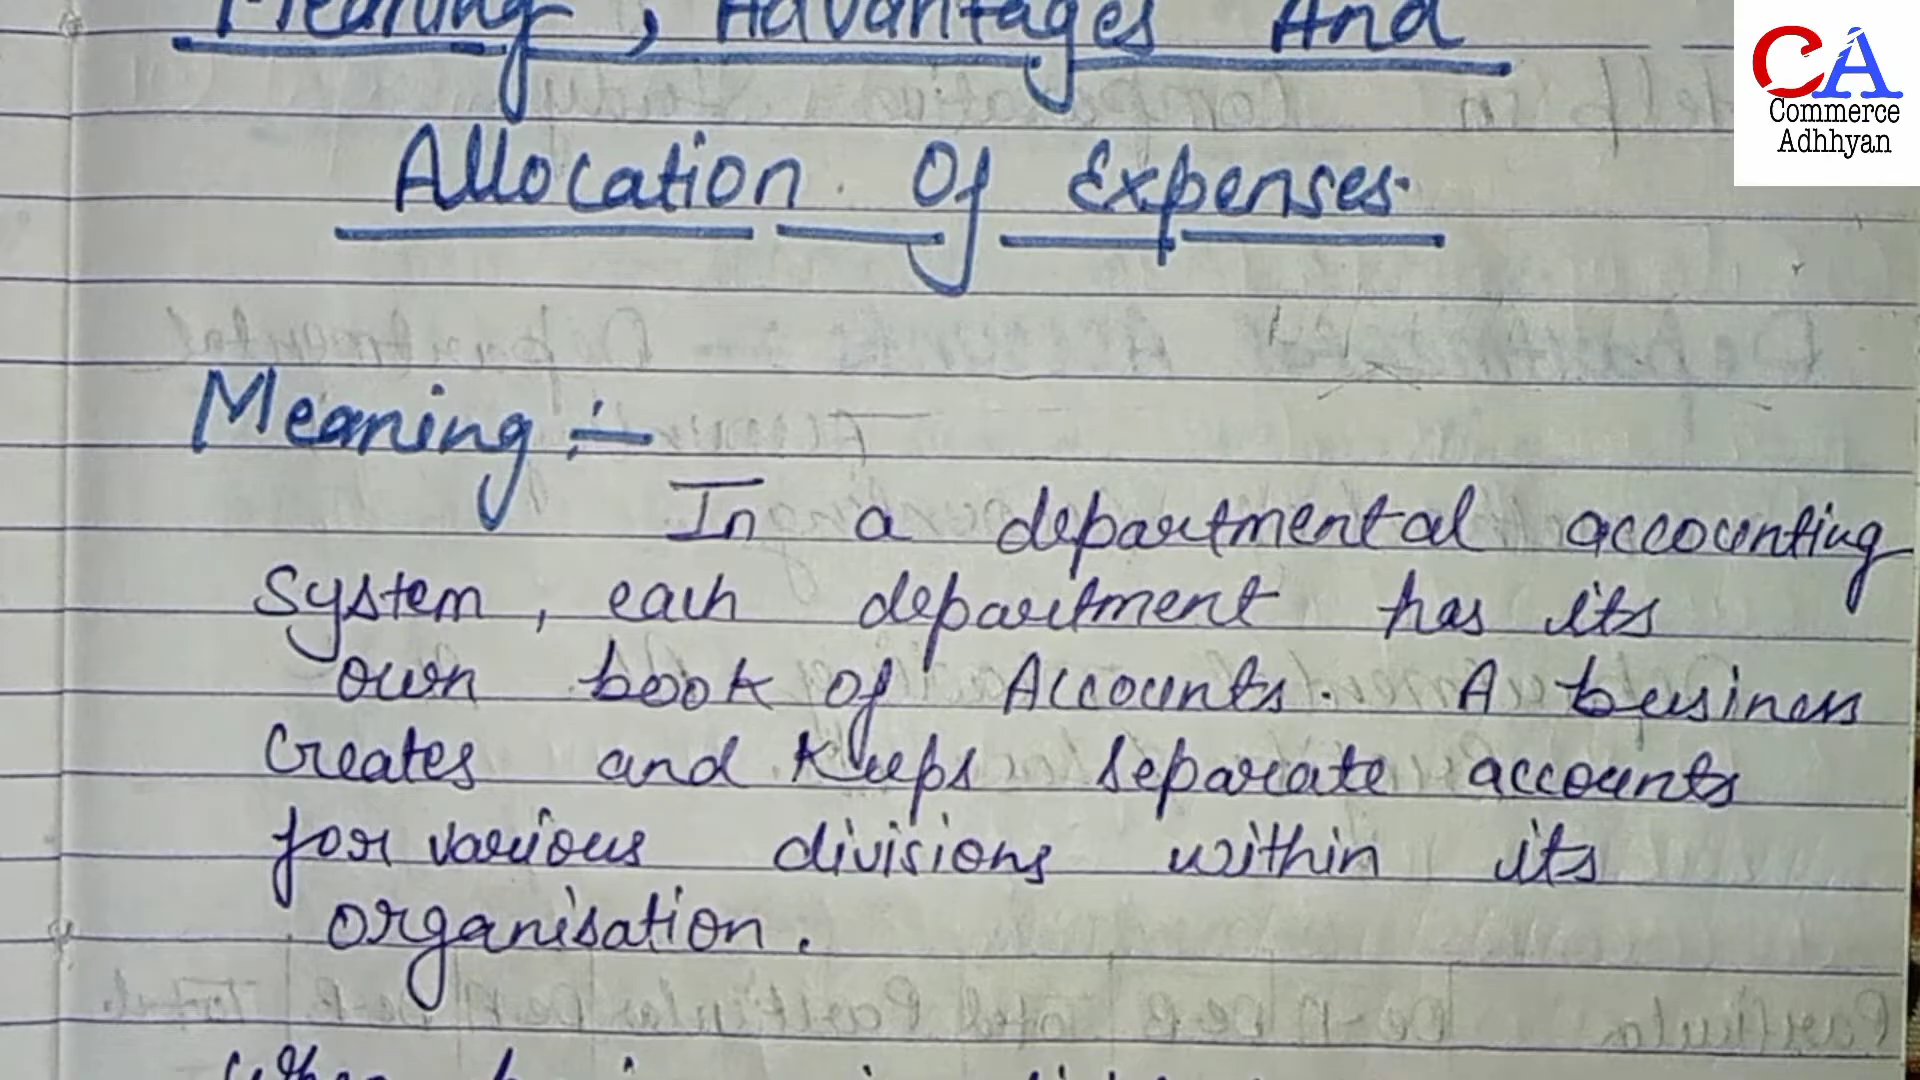 Meaning, Advantages And
Allocation Of Expenses.
Meaning :-
In a departmental accounting
system, each department has its
own book of Accounts. A business
creates and keeps separate accounts
for various divisions within its
organisation.
CA
Commerce
Adhhyan